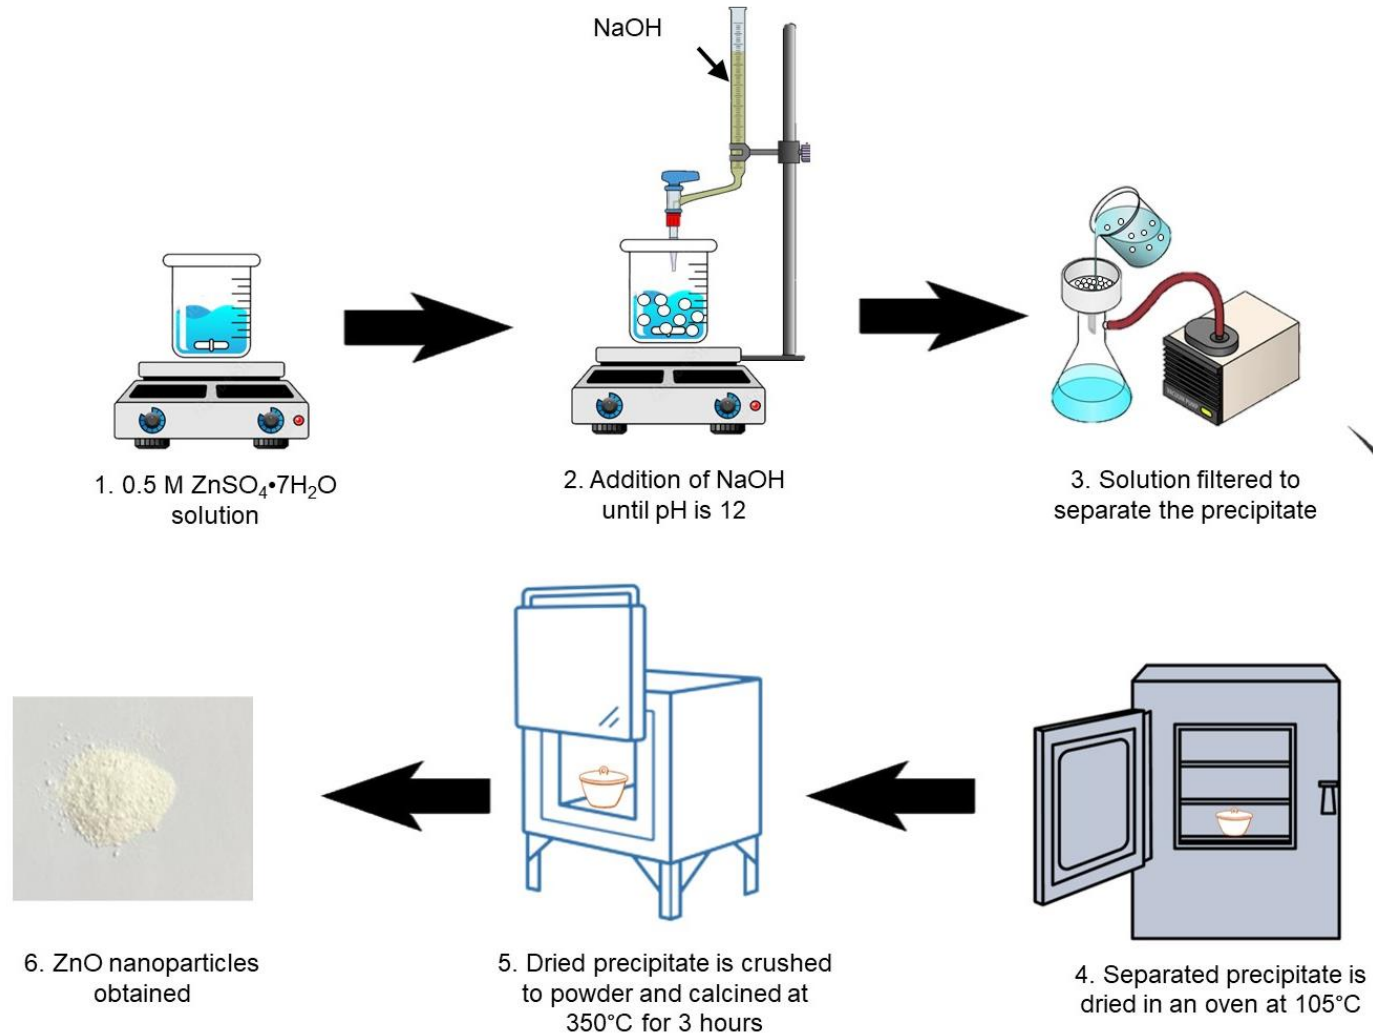 NaOH
1. 0.5 M ZnSO₄•7H₂O
solution
2. Addition of NaOH
until pH is 12
3. Solution filtered to
separate the precipitate
VACUUM PUMP
4. Separated precipitate is
dried in an oven at 105°C
5. Dried precipitate is crushed
to powder and calcined at
350°C for 3 hours
6. ZnO nanoparticles
obtained